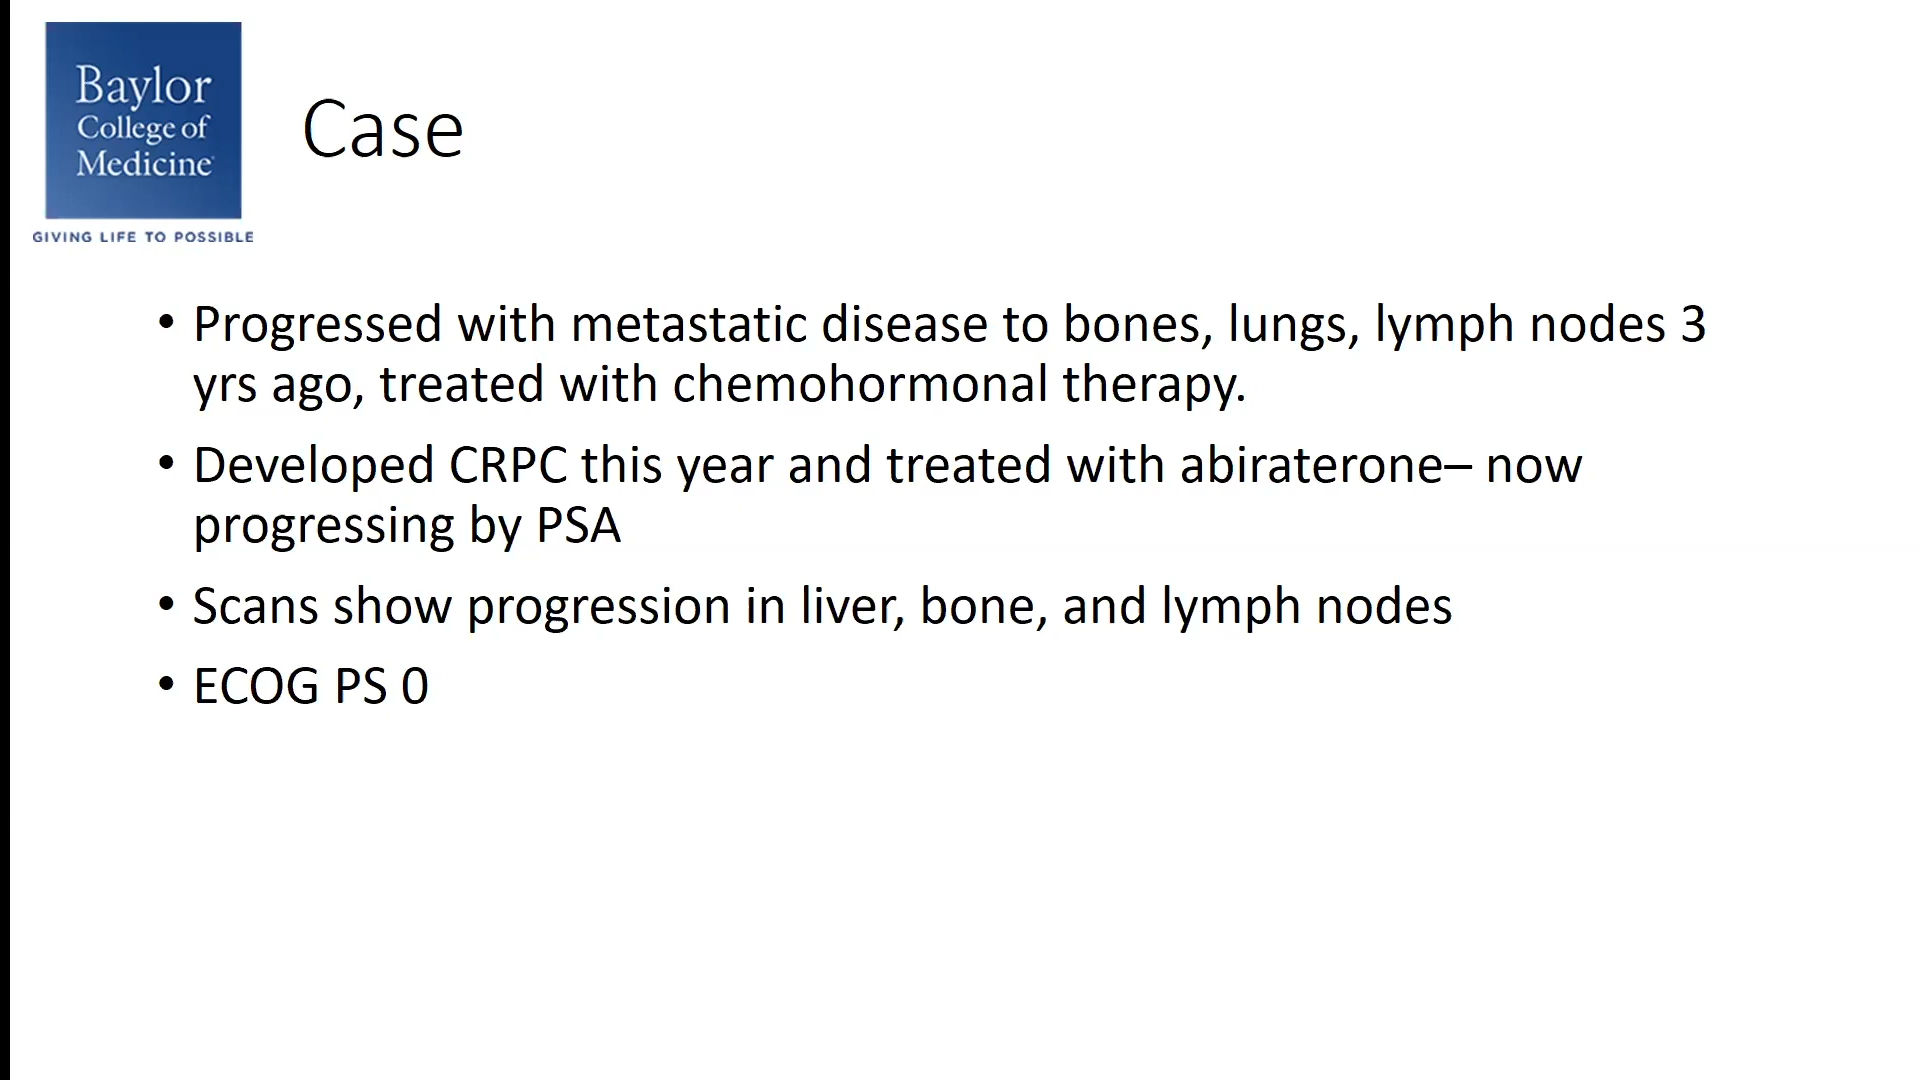 Baylor
College of
Medicine
GIVING LIFE TO POSSIBLE
Case
• Progressed with metastatic disease to bones, lungs, lymph nodes 3
yrs ago, treated with chemohormonal therapy.
• Developed CRPC this year and treated with abiraterone– now
progressing by PSA
• Scans show progression in liver, bone, and lymph nodes
• ECOG PS 0